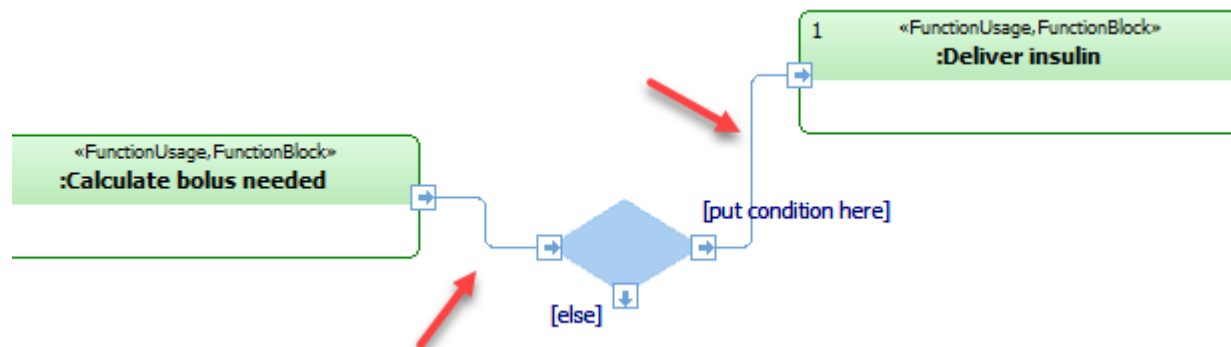 1
«FunctionUsage,FunctionBlock»
:Deliver insulin
«FunctionUsage,FunctionBlock»
:Calculate bolus needed
[put condition here]
[else]